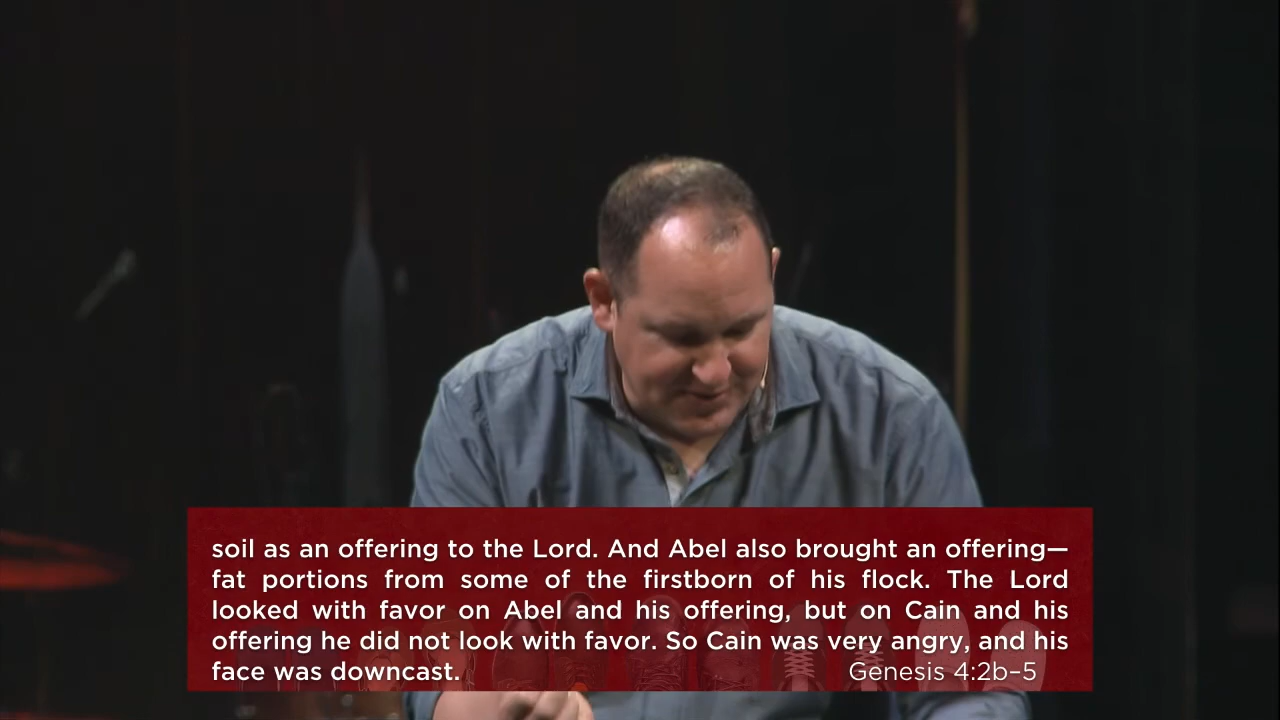 soil as an offering to the Lord. And Abel also brought an offering—
fat portions from some of the firstborn of his flock. The Lord
looked with favor on Abel and his offering, but on Cain and his
offering he did not look with favor. So Cain was very angry, and his
face was downcast. Genesis 4:2b–5